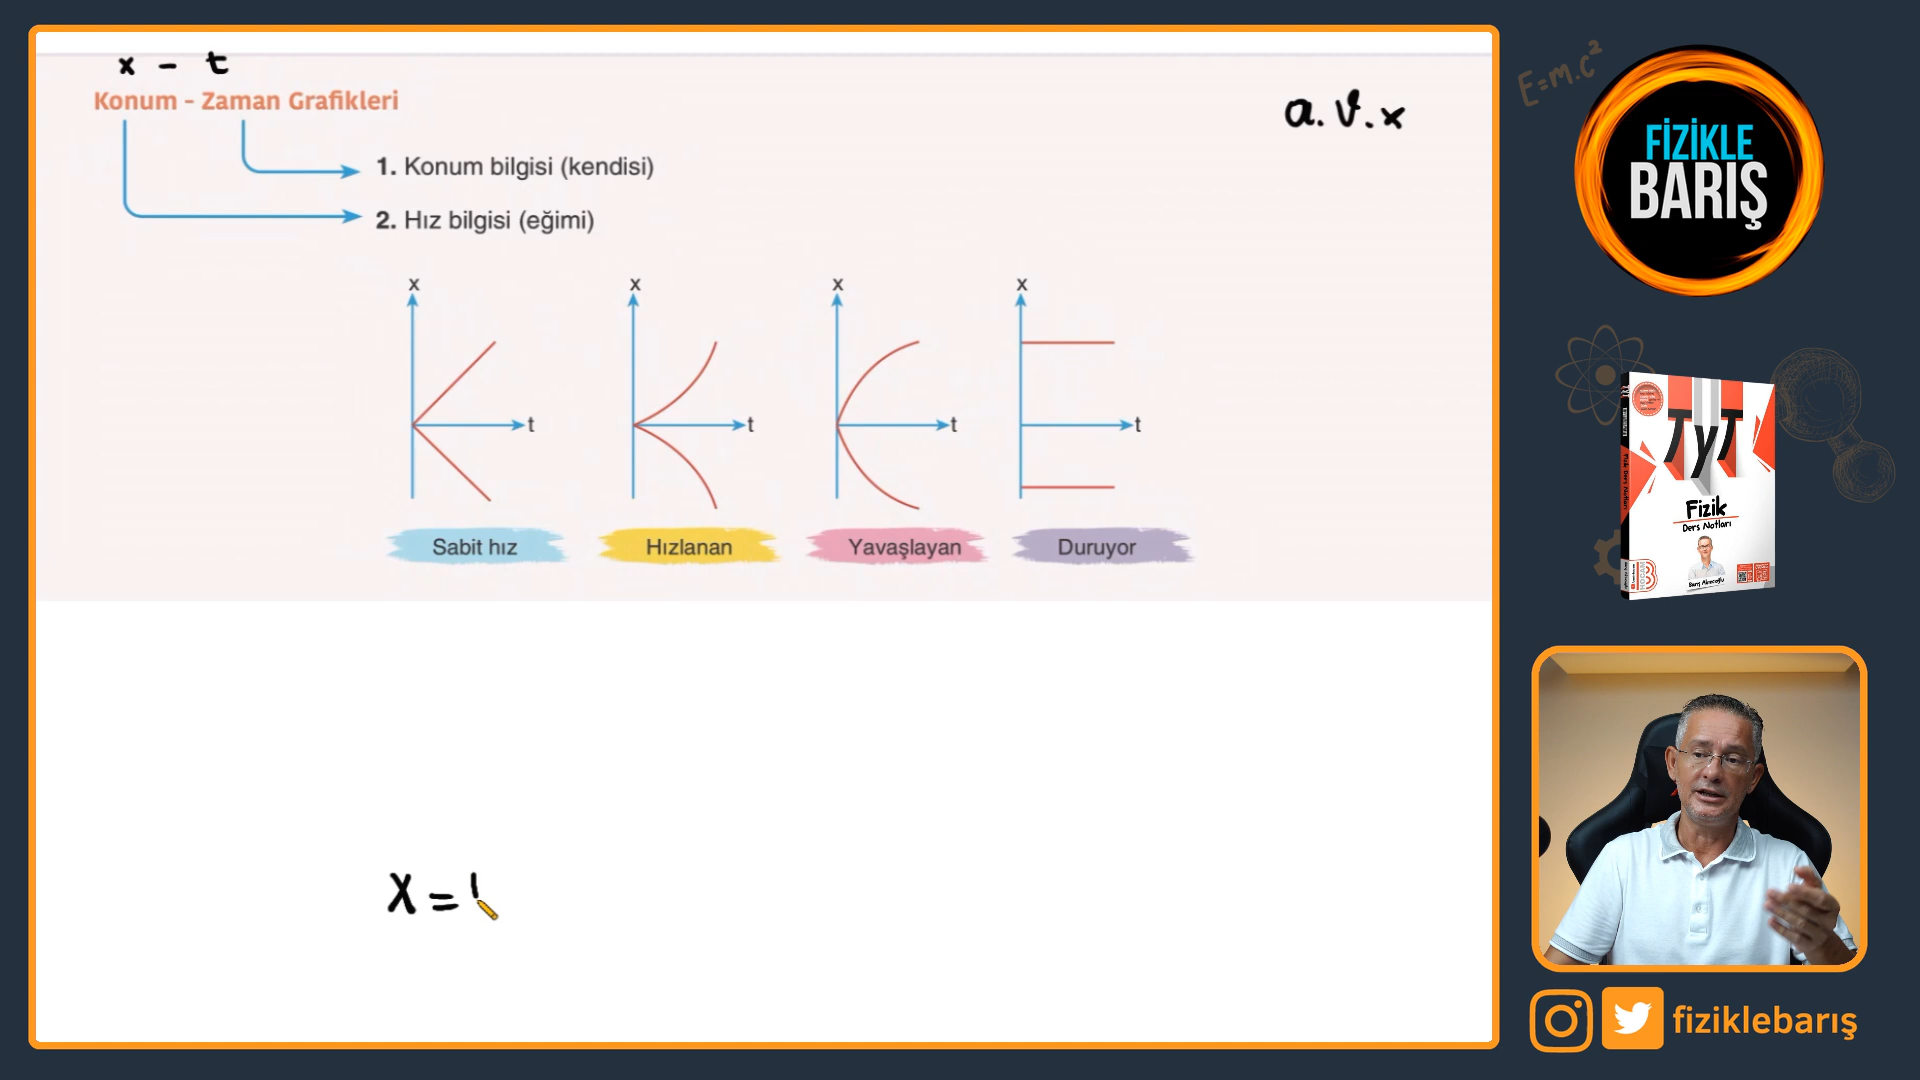 x - t
Konum - Zaman Grafikleri
a. v. x
1. Konum bilgisi (kendisi)
2. Hız bilgisi (eğimi)
x
t
x
t
x
t
x
t
Sabit hız
Hızlanan
Yavaşlayan
Duruyor
X =
E=m.c²
FİZİKLE
BARIŞ
TYT
Fizik
Ders Notları
fiziklebarış